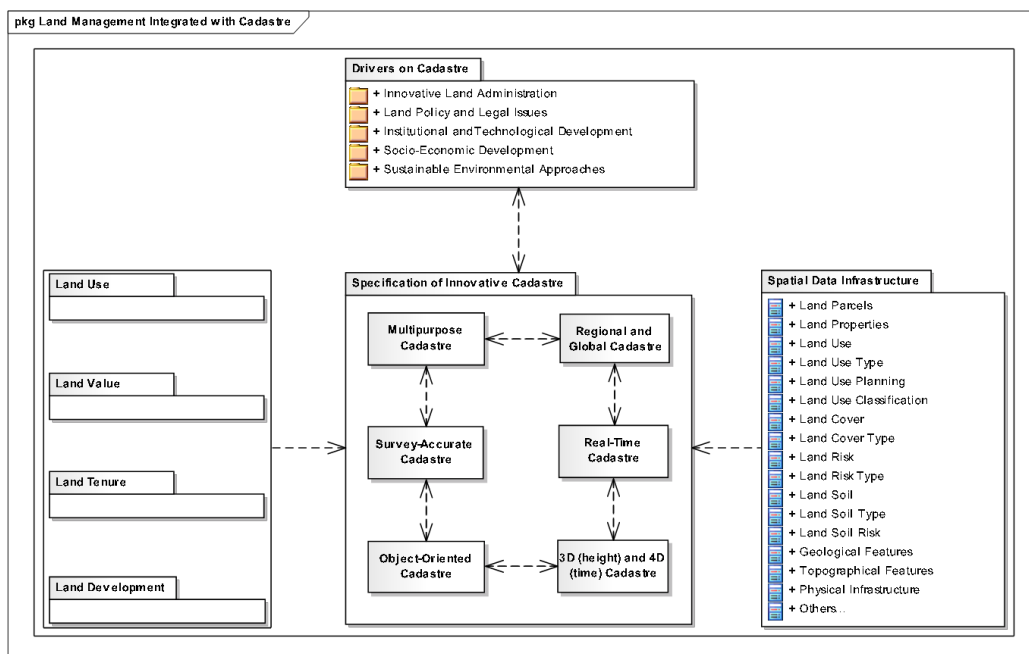 pkg Land Management Integrated with Cadastre
Drivers on Cadastre
+ Innovative Land Administration
+ Land Policy and Legal Issues
+ Institutional and Technological Development
+ Socio-Economic Development
+ Sustainable Environmental Approaches
Land Use
Land Value
Land Tenure
Land Development
Specification of Innovative Cadastre
Multipurpose
Cadastre
Regional and
Global Cadastre
Survey-Accurate
Cadastre
Real-Time
Cadastre
Object-Oriented
Cadastre
3D (height) and 4D
(time) Cadastre
Spatial Data Infrastructure
+ Land Parcels
+ Land Properties
+ Land Use
+ Land Use Type
+ Land Use Planning
+ Land Use Classification
+ Land Cover
+ Land Cover Type
+ Land Risk
+ Land Risk Type
+ Land Soil
+ Land Soil Type
+ Land Soil Risk
+ Geological Features
+ Topographical Features
+ Physical Infrastructure
+ Others...